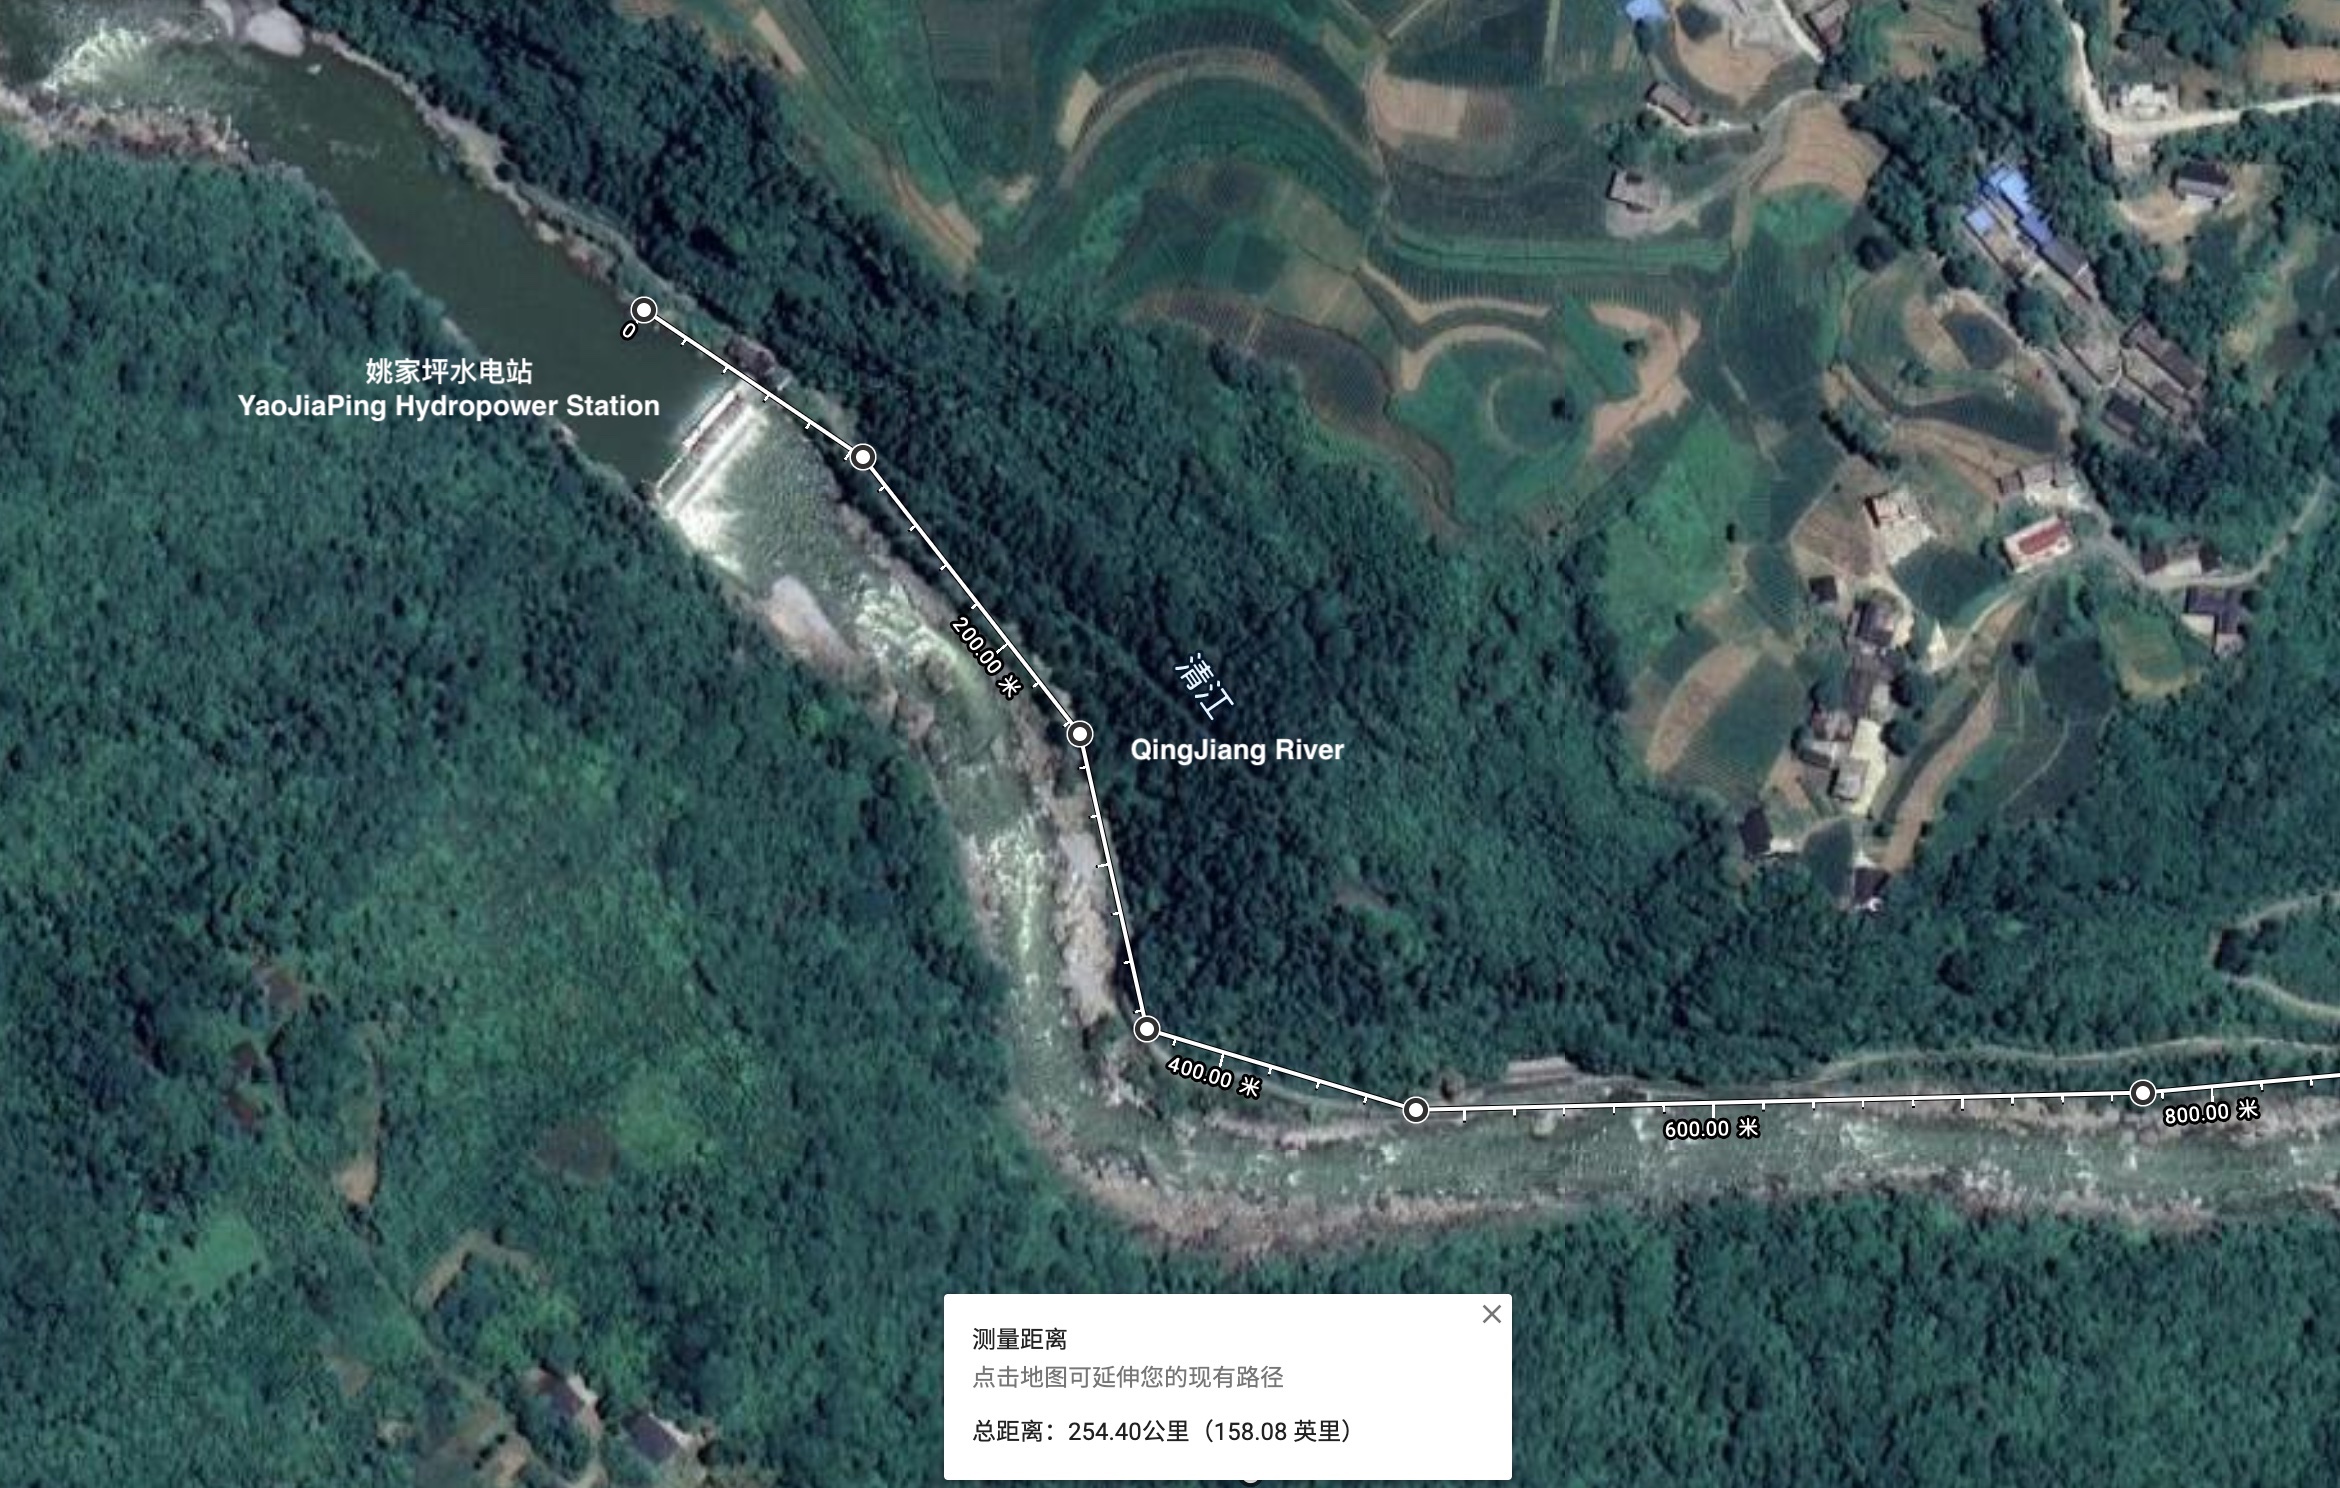 姚家坪水电站
YaoJiaPing Hydropower Station
0
200.00 米
清江
QingJiang River
400.00 米
600.00 米
800.00 米
测量距离
点击地图可延伸您的现有路径
总距离：254.40公里（158.08 英里）